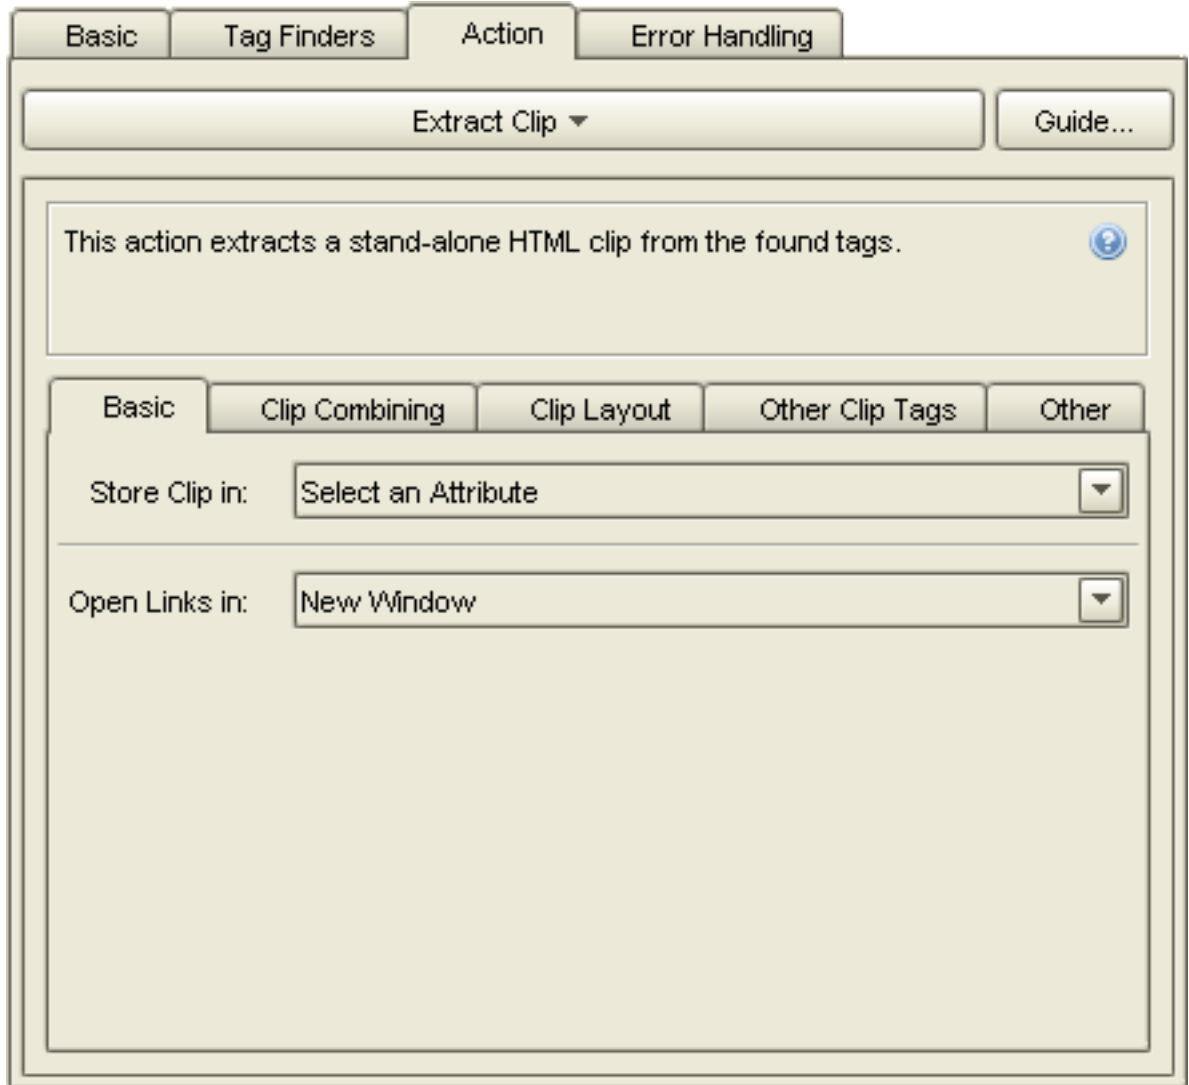 Basic Tag Finders Action Error Handling
Extract Clip Guide...
This action extracts a stand-alone HTML clip from the found tags.
Basic Clip Combining Clip Layout Other Clip Tags Other
Store Clip in: Select an Attribute
Open Links in: New Window